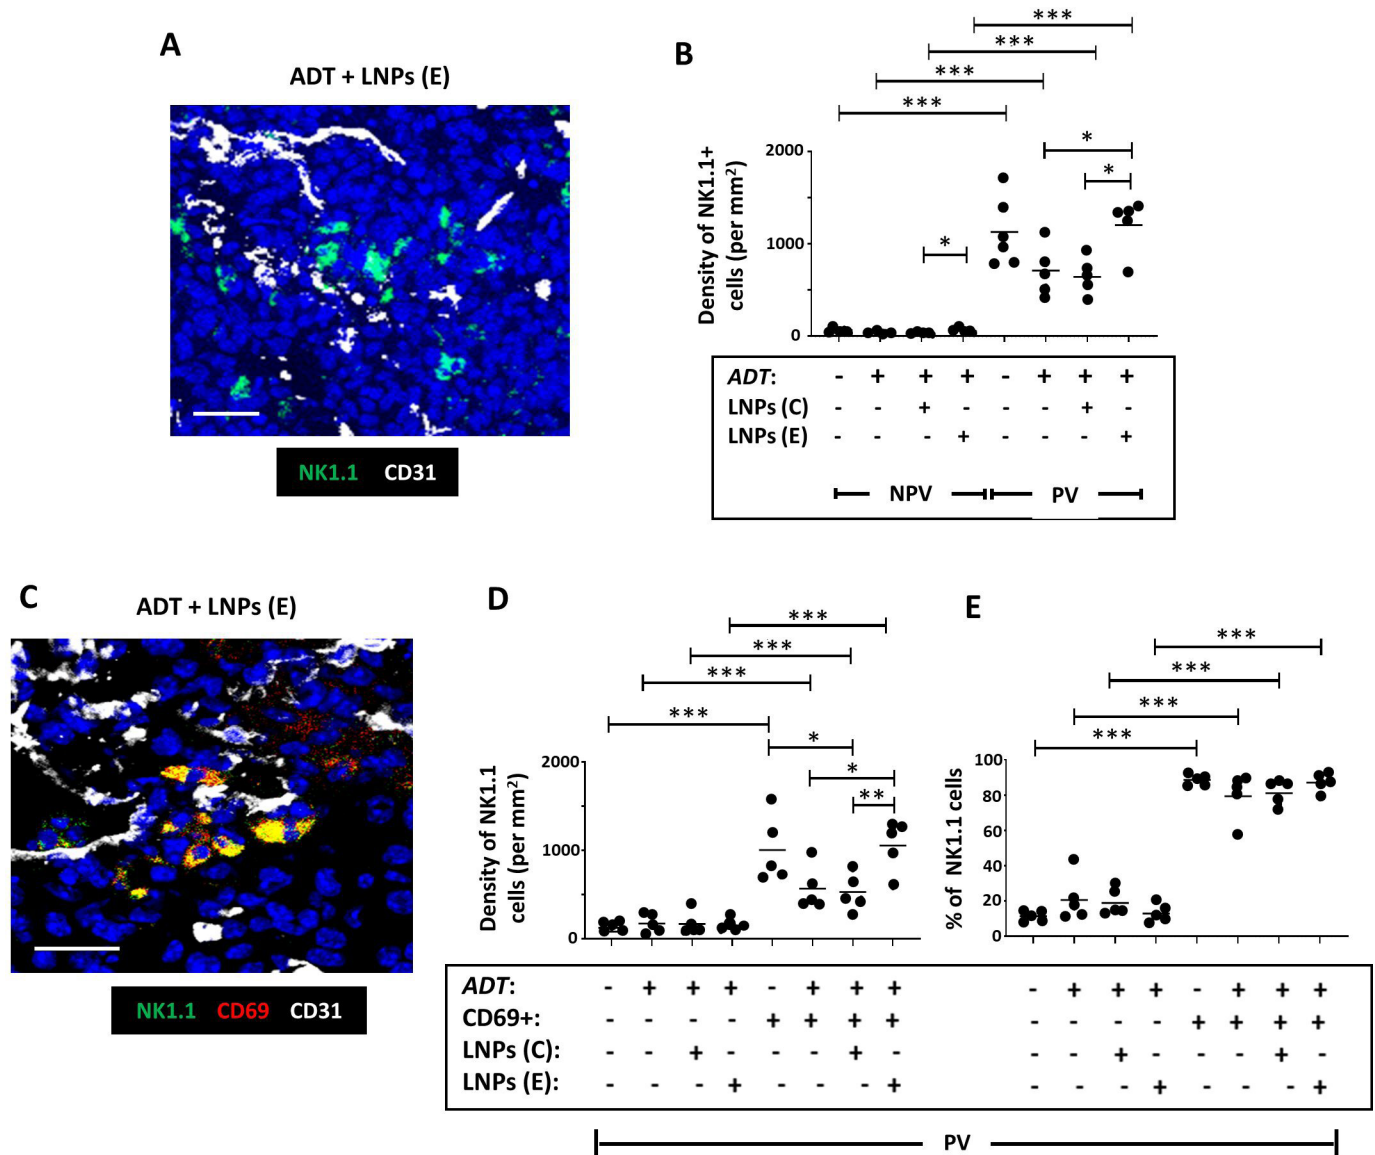 A
ADT + LNPs (E)
NK1.1 CD31
B
***
***
***
***
*
*
*
Density of NK1.1+
cells (per mm²)
2000
1000
0
ADT: - + + + - + + +
LNPs (C) - - + - - - + -
LNPs (E) - - - + - - - +
NPV PV
C
ADT + LNPs (E)
NK1.1 CD69 CD31
D
***
***
***
***
*
*
**
Density of NK1.1
cells (per mm²)
2000
1000
0
E
***
***
***
***
% of NK1.1 cells
100
80
60
40
20
0
ADT: - + + + - + + + - + + + - + + +
CD69+: - - - - + + + + - - - - + + + +
LNPs (C): - - + - - - + - - - + - - - + -
LNPs (E): - - - + - - - + - - - + - - - +
PV